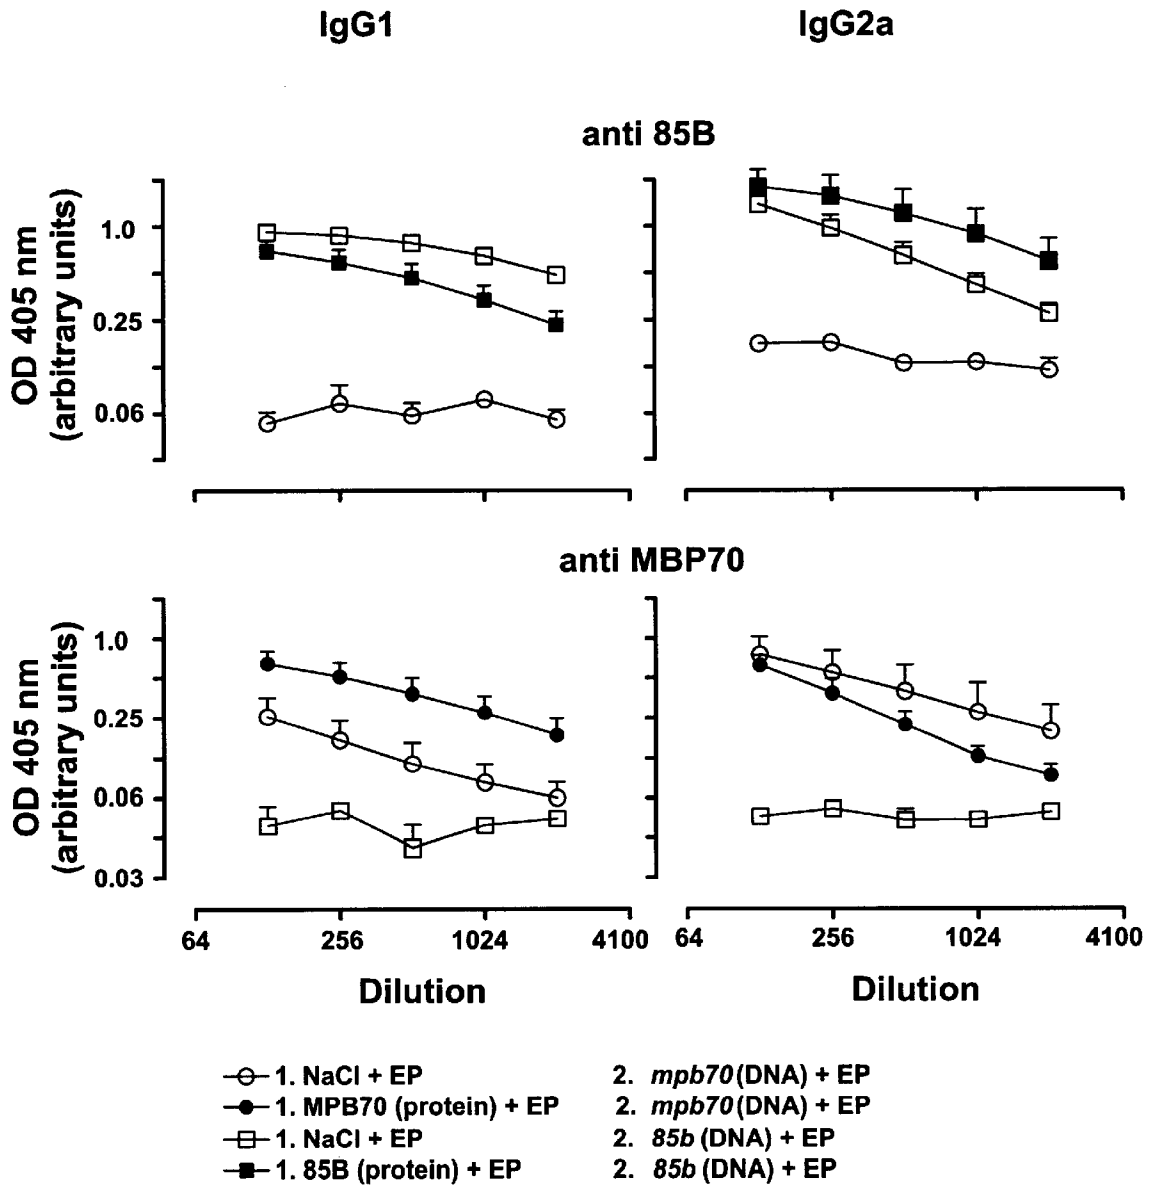 IgG1 IgG2a
anti 85B
OD 405 nm
(arbitrary units)
1.0
0.25
0.06
anti MBP70
OD 405 nm
(arbitrary units)
1.0
0.25
0.06
0.03
64 256 1024 4100 64 256 1024 4100
Dilution Dilution
1. NaCl + EP 2. mpb70 (DNA) + EP
1. MPB70 (protein) + EP 2. mpb70 (DNA) + EP
1. NaCl + EP 2. 85b (DNA) + EP
1. 85B (protein) + EP 2. 85b (DNA) + EP